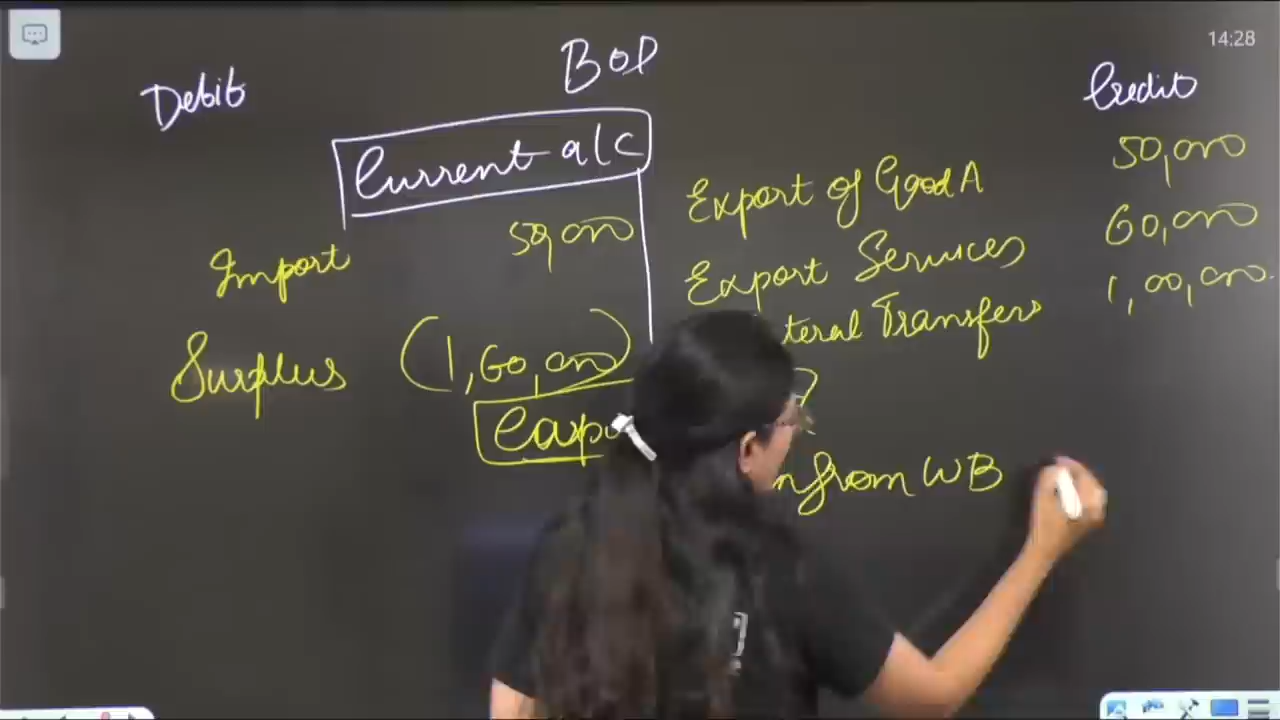 14:28
BOP
Debit
Credit
Current a/c
Export of Good A 50,000
Import 50,000
Export Services 60,000
Transfers 1,00,000
Surplus (1,60,000)
from WB